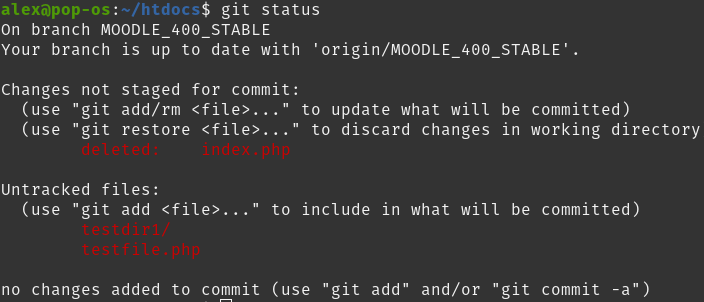 alex@pop-os:~/htdocs$ git status
On branch MOODLE_400_STABLE
Your branch is up to date with 'origin/MOODLE_400_STABLE'.
Changes not staged for commit:
(use "git add/rm <file>..." to update what will be committed)
(use "git restore <file>..." to discard changes in working directory
deleted: index.php
Untracked files:
(use "git add <file>..." to include in what will be committed)
testdir1/
testfile.php
no changes added to commit (use "git add" and/or "git commit -a")